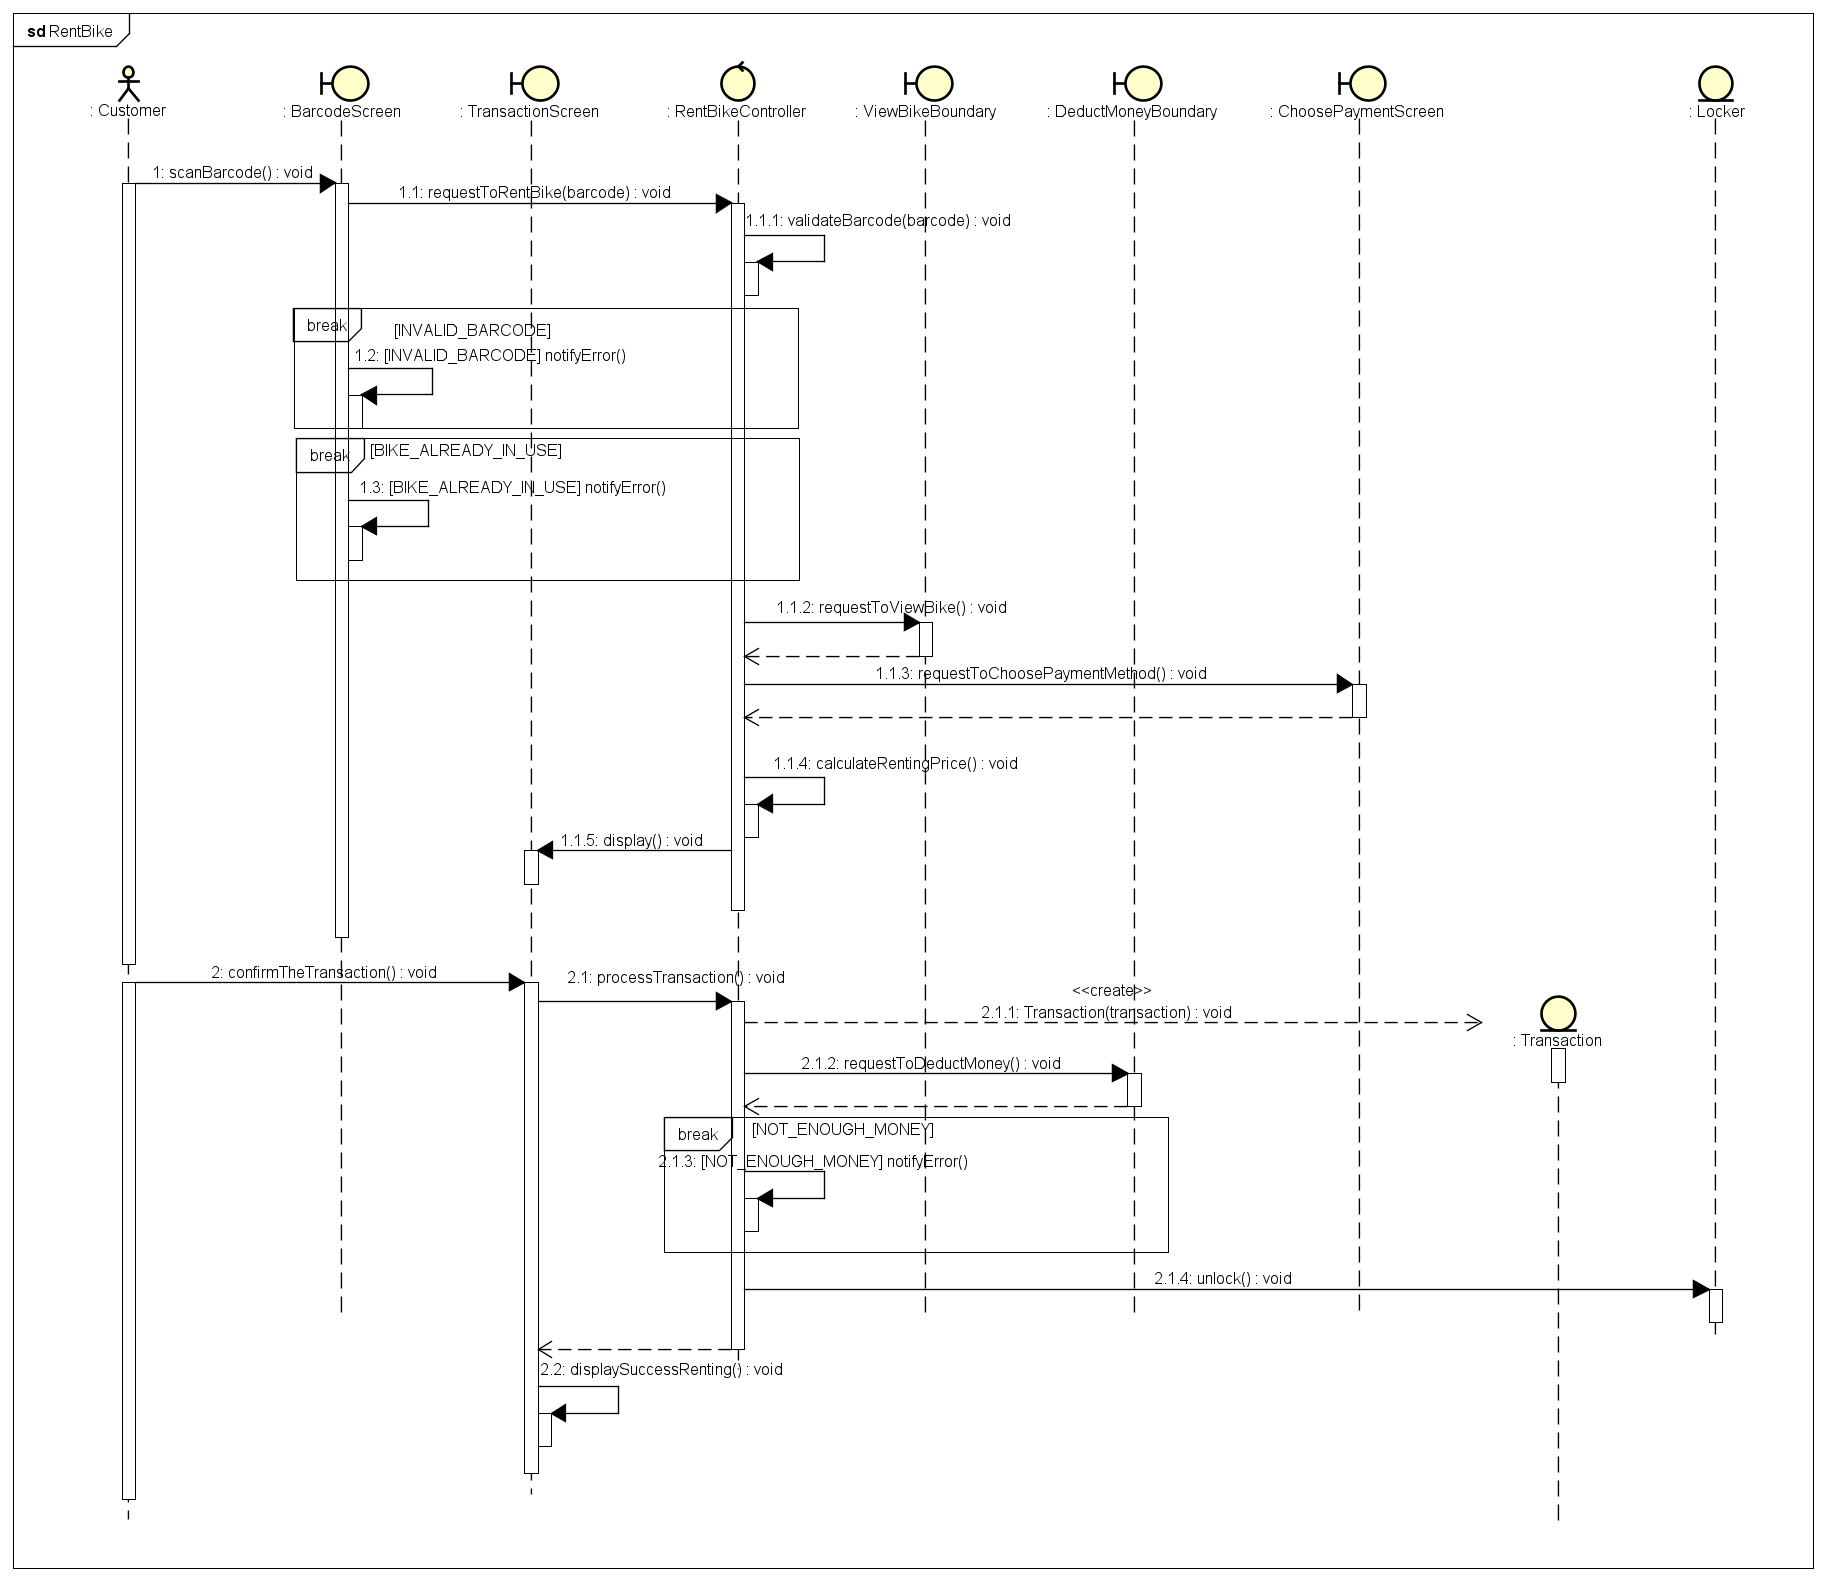 sd RentBike
: Customer
: BarcodeScreen
: TransactionScreen
: RentBikeController
: ViewBikeBoundary
: DeductMoneyBoundary
: ChoosePaymentScreen
: Locker
1: scanBarcode() : void
1.1: requestToRentBike(barcode) : void
1.1.1: validateBarcode(barcode) : void
break
[INVALID_BARCODE]
1.2: [INVALID_BARCODE] notifyError()
break
[BIKE_ALREADY_IN_USE]
1.3: [BIKE_ALREADY_IN_USE] notifyError()
1.1.2: requestToViewBike() : void
1.1.3: requestToChoosePaymentMethod() : void
1.1.4: calculateRentingPrice() : void
1.1.5: display() : void
2: confirmTheTransaction() : void
2.1: processTransaction() : void
<<create>>
2.1.1: Transaction(transaction) : void
: Transaction
2.1.2: requestToDeductMoney() : void
break
[NOT_ENOUGH_MONEY]
2.1.3: [NOT_ENOUGH_MONEY] notifyError()
2.1.4: unlock() : void
2.2: displaySuccessRenting() : void